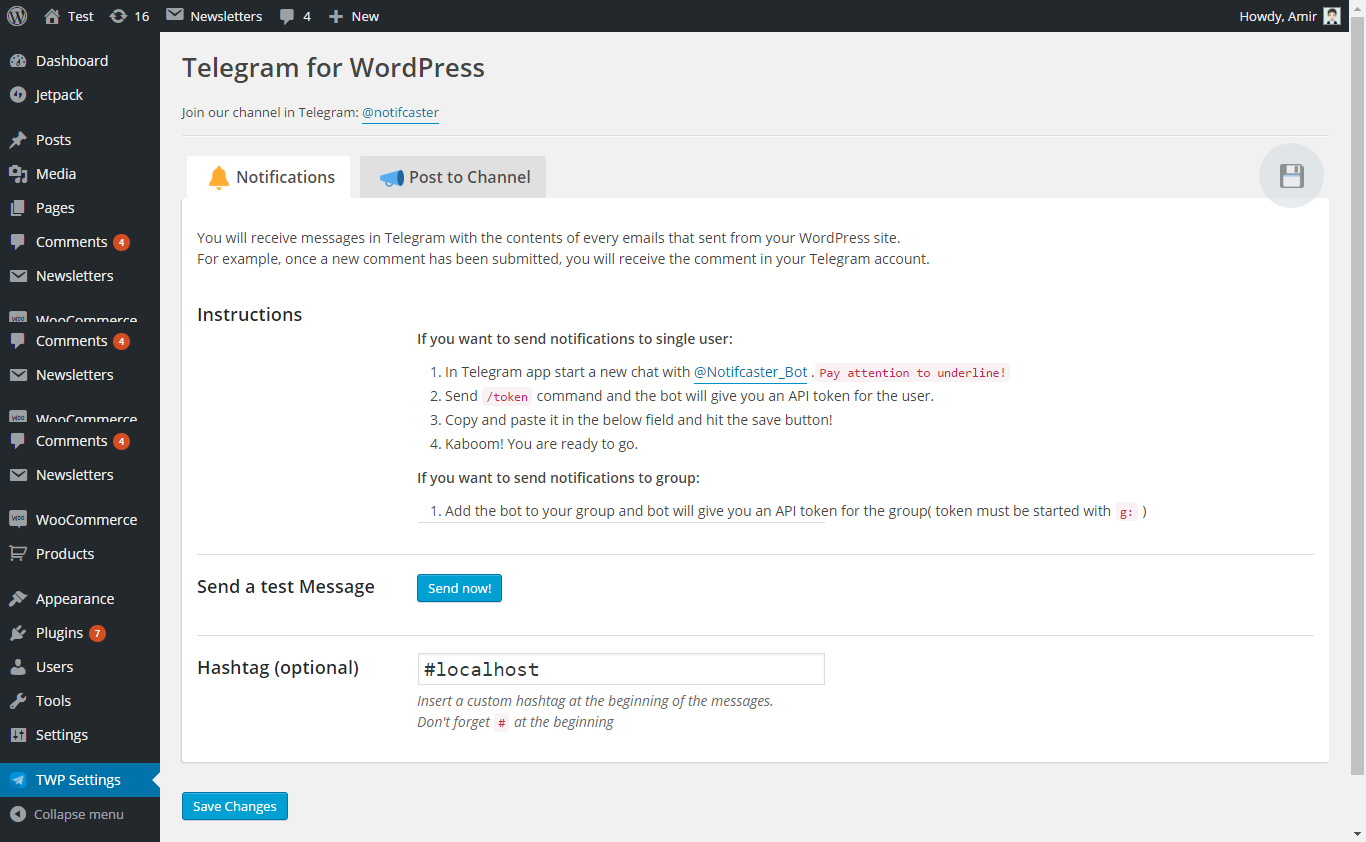 Test 16 Newsletters 4 New Howdy, Amir
Dashboard
Jetpack
Posts
Media
Pages
Comments 4
Newsletters
WooCommerce
Comments 4
Newsletters
WooCommerce
Comments 4
Newsletters
WooCommerce
Products
Appearance
Plugins 7
Users
Tools
Settings
TWP Settings
Collapse menu
Telegram for WordPress
Join our channel in Telegram: @notifcaster
Notifications Post to Channel
You will receive messages in Telegram with the contents of every emails that sent from your WordPress site.
For example, once a new comment has been submitted, you will receive the comment in your Telegram account.
Instructions
If you want to send notifications to single user:
1. In Telegram app start a new chat with @Notifcaster_Bot . Pay attention to underline!
2. Send /token command and the bot will give you an API token for the user.
3. Copy and paste it in the below field and hit the save button!
4. Kaboom! You are ready to go.
If you want to send notifications to group:
1. Add the bot to your group and bot will give you an API token for the group( token must be started with g: )
Send a test Message Send now!
Hashtag (optional) #localhost
Insert a custom hashtag at the beginning of the messages.
Don't forget # at the beginning
Save Changes